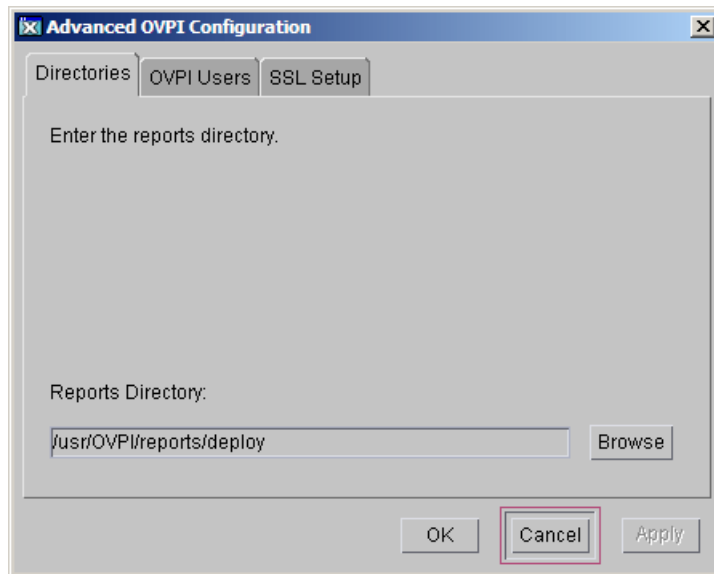 Advanced OVPI Configuration
Directories OVPI Users SSL Setup
Enter the reports directory.
Reports Directory:
/usr/OVPI/reports/deploy Browse
OK Cancel Apply